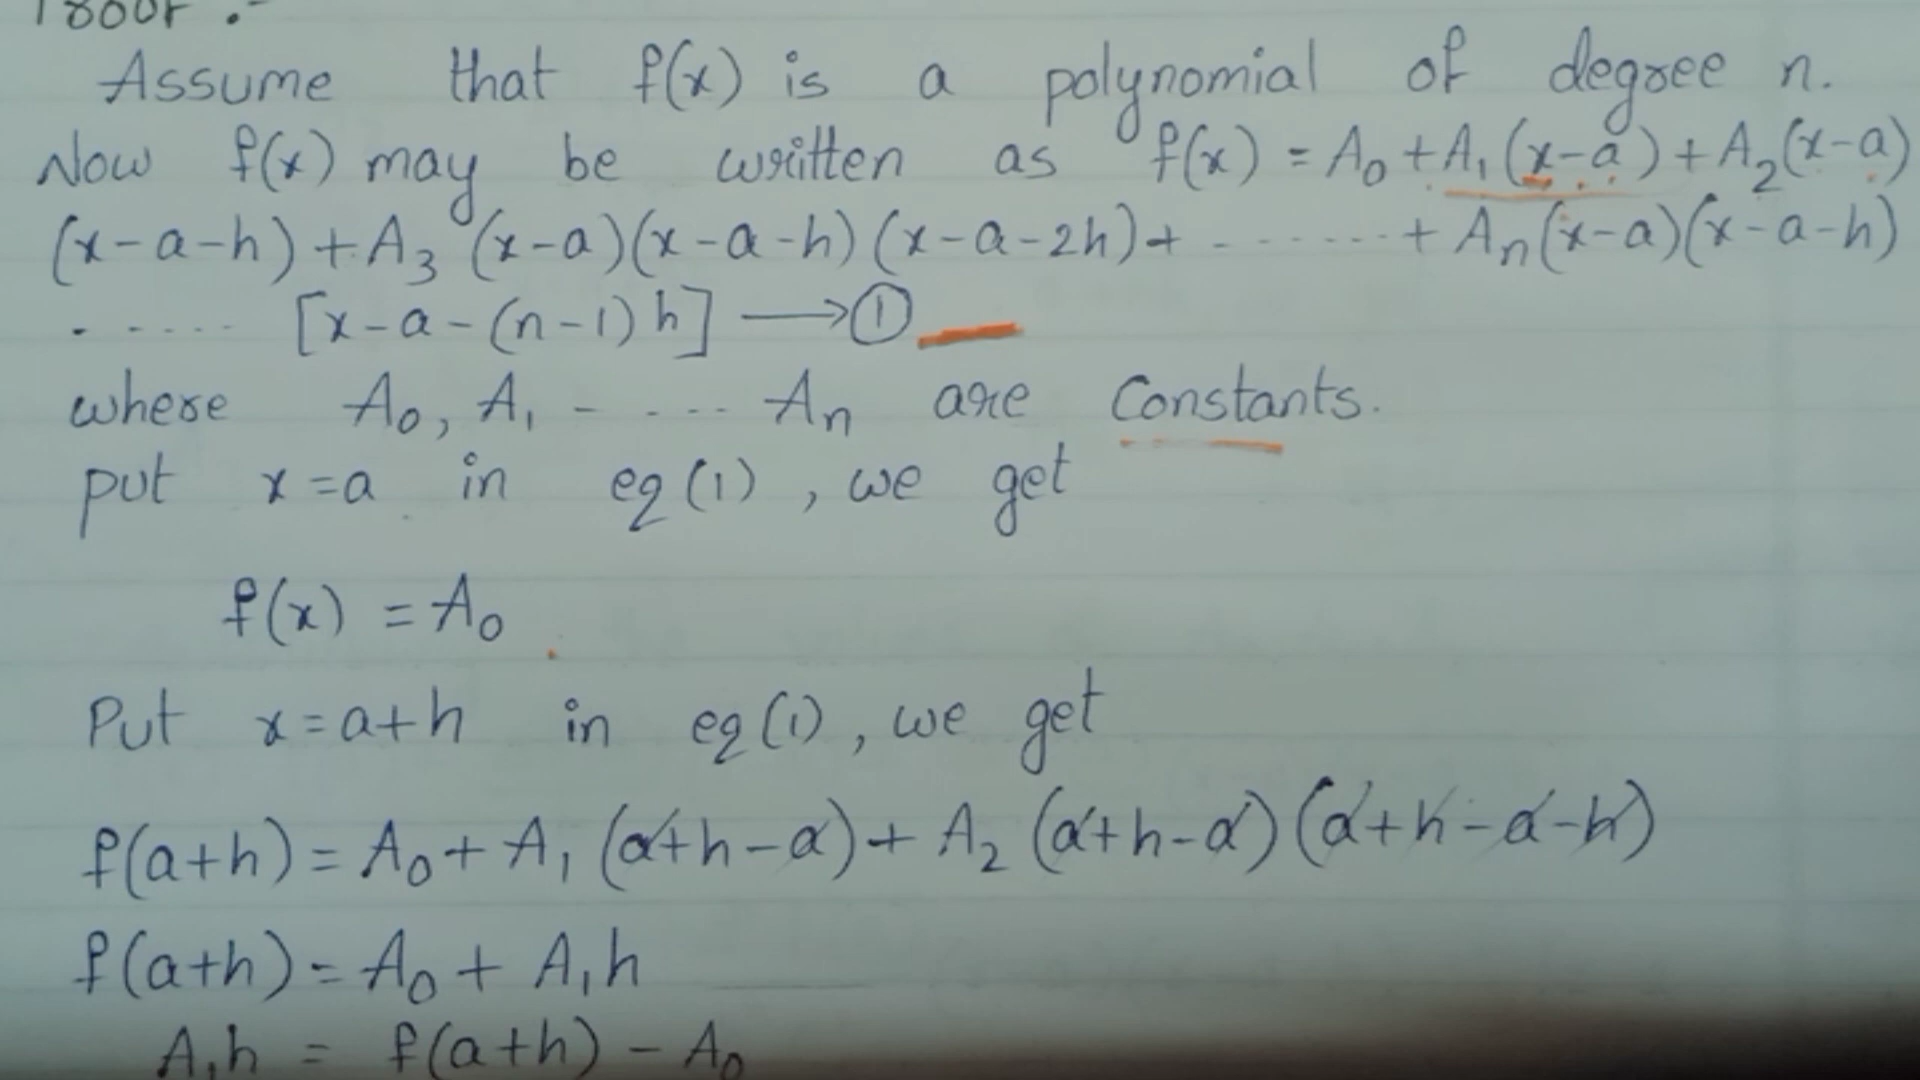 Proof :-
Assume that f(x) is a polynomial of degree n.
Now f(x) may be written as f(x) = A₀ + A₁(x-a) + A₂(x-a)
(x-a-h) + A₃ (x-a)(x-a-h)(x-a-2h) + ........ + Aₙ(x-a)(x-a-h)
...... [x-a-(n-1)h] ⟶ ①
where A₀, A₁ ..... Aₙ are Constants.
put x=a in eq(1), we get
f(x) = A₀
Put x=a+h in eq(1), we get
f(a+h) = A₀ + A₁ (a+h-a) + A₂ (a+h-a)(a+h-a-h)
f(a+h) = A₀ + A₁h
A₁h = f(a+h) - A₀